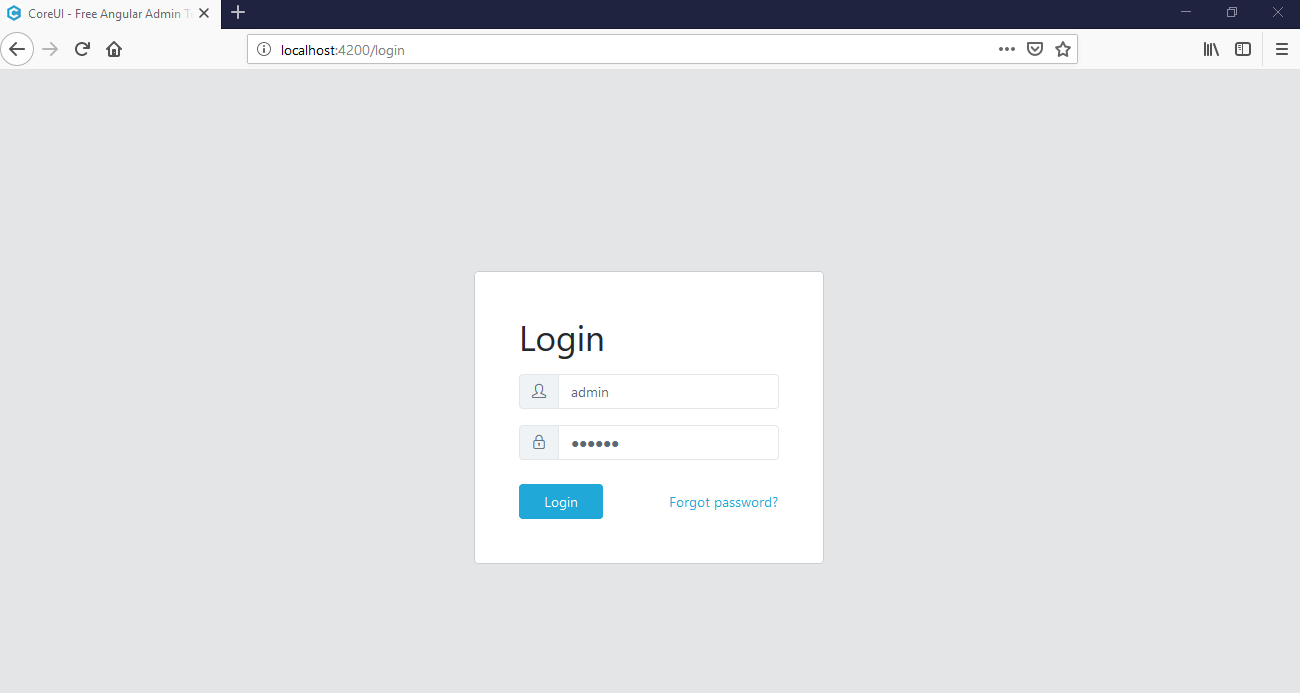 CoreUI - Free Angular Admin T
localhost:4200/login
Login
admin
••••••
Login Forgot password?